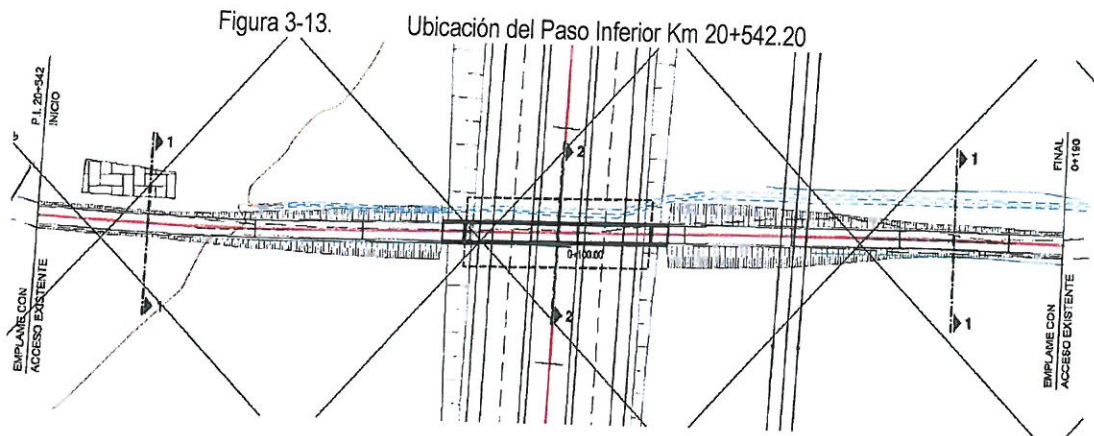 Figura 3-13. Ubicación del Paso Inferior Km 20+542.20
P.I. 20+542
INICIO
EMPLAME CON
ACCESO EXISTENTE
1
1
2
2
0+100.00
1
1
FINAL
0+190
EMPLAME CON
ACCESO EXISTENTE